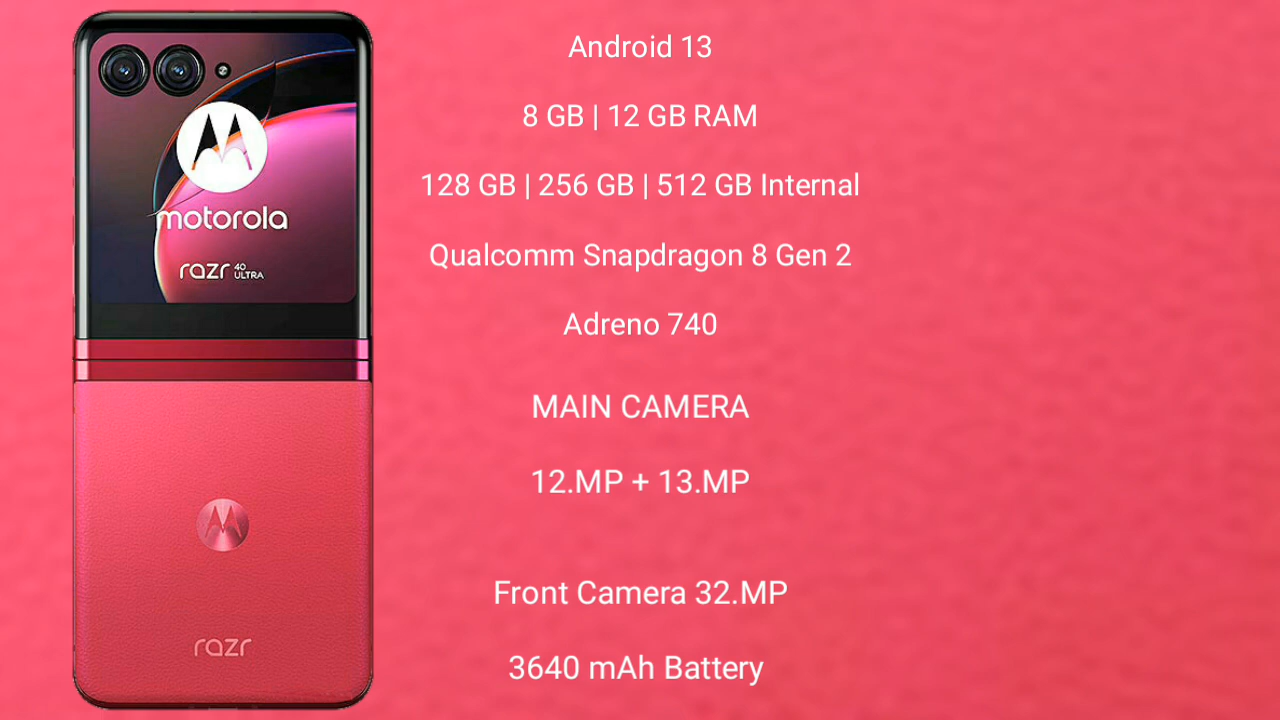 motorola
razr 40 ULTRA
razr
Android 13
8 GB | 12 GB RAM
128 GB | 256 GB | 512 GB Internal
Qualcomm Snapdragon 8 Gen 2
Adreno 740
MAIN CAMERA
12.MP + 13.MP
Front Camera 32.MP
3640 mAh Battery